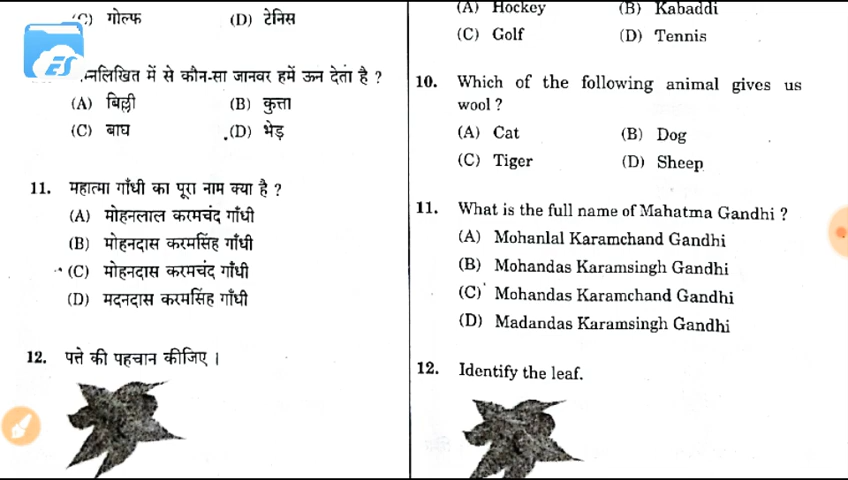 (C) गोल्फ
(D) टेनिस
ES
निम्नलिखित में से कौन-सा जानवर हमें ऊन देता है ?
(A) बिल्ली
(B) कुत्ता
(C) बाघ
(D) भेड़
11. महात्मा गाँधी का पूरा नाम क्या है ?
(A) मोहनलाल करमचंद गाँधी
(B) मोहनदास करमसिंह गाँधी
(C) मोहनदास करमचंद गाँधी
(D) मदनदास करमसिंह गाँधी
12. पत्ते की पहचान कीजिए ।
(A) Hockey
(B) Kabaddi
(C) Golf
(D) Tennis
10. Which of the following animal gives us
wool ?
(A) Cat
(B) Dog
(C) Tiger
(D) Sheep
11. What is the full name of Mahatma Gandhi ?
(A) Mohanlal Karamchand Gandhi
(B) Mohandas Karamsingh Gandhi
(C) Mohandas Karamchand Gandhi
(D) Madandas Karamsingh Gandhi
12. Identify the leaf.